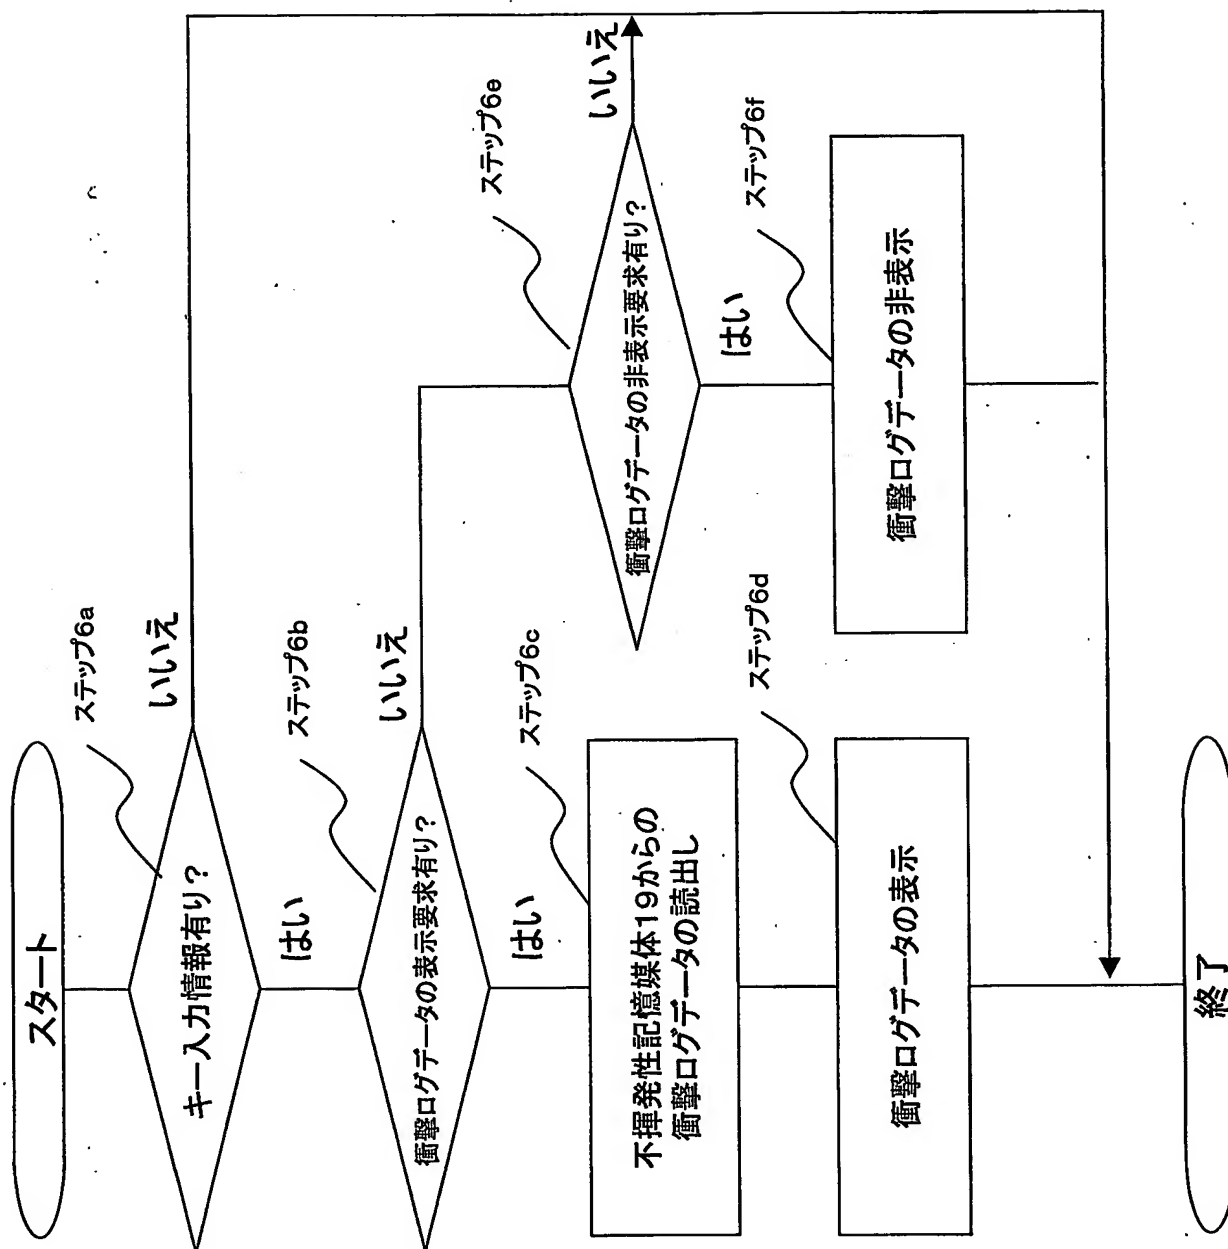 スタート
ステップ6a
キー入力情報有り?
いいえ
はい
ステップ6b
衝撃ログデータの表示要求有り?
いいえ
はい
ステップ6c
不揮発性記憶媒体19からの
衝撃ログデータの読出し
ステップ6d
衝撃ログデータの表示
ステップ6e
衝撃ログデータの非表示要求有り?
いいえ
はい
ステップ6f
衝撃ログデータの非表示
終了